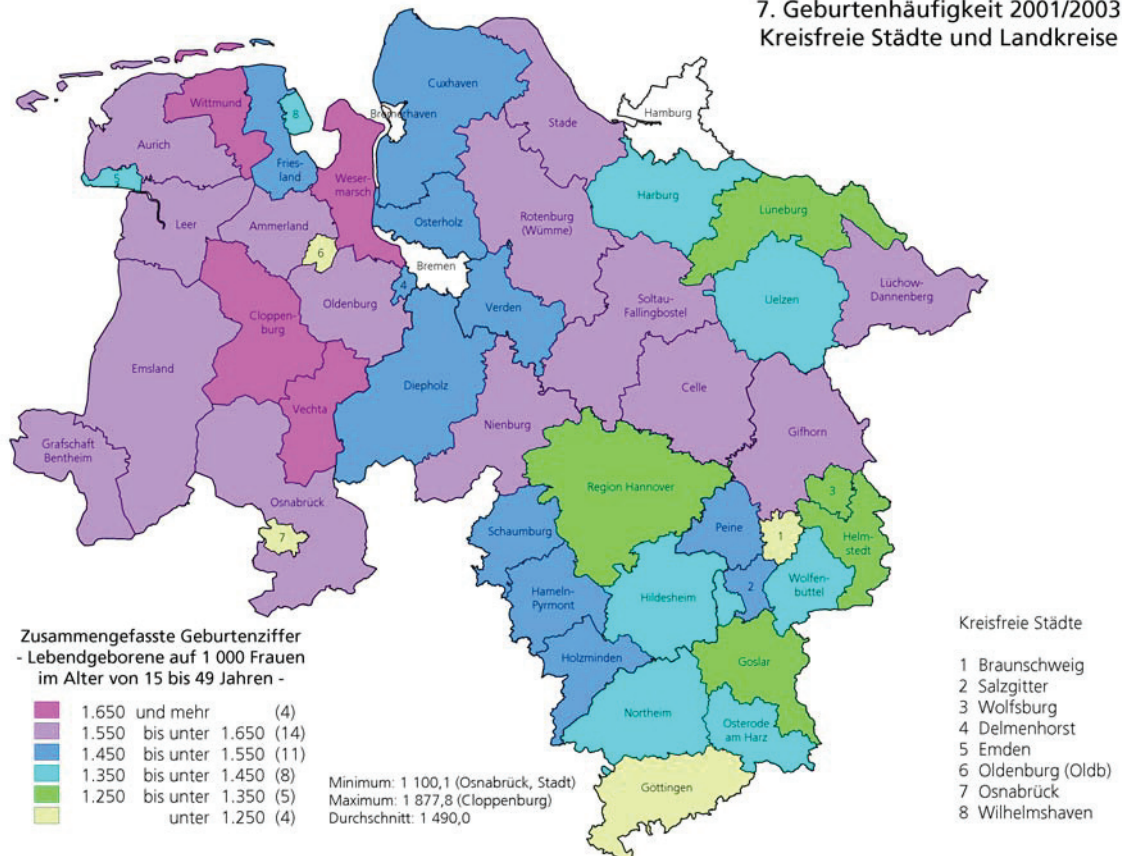 7. Geburtenhäufigkeit 2001/2003
Kreisfreie Städte und Landkreise
Cuxhaven
Bremerhaven
Hamburg
Wittmund
8
Stade
Aurich
Fries-
land
Weser-
marsch
5
Harburg
Lüneburg
Leer
Ammerland
Osterholz
Rotenburg
(Wümme)
6
Bremen
4
Oldenburg
Verden
Soltau-
Fallingbostel
Uelzen
Lüchow-
Dannenberg
Cloppen-
burg
Emsland
Diepholz
Celle
Vechta
Nienburg
Gifhorn
Grafschaft
Bentheim
Osnabrück
Region Hannover
3
7
Schaumburg
Peine
1
Helm-
stedt
Hameln-
Pyrmont
Hildesheim
2
Wolfen-
büttel
Holzminden
Goslar
Northeim
Osterode
am Harz
Göttingen
Zusammengefasste Geburtenziffer
- Lebendgeborene auf 1 000 Frauen
im Alter von 15 bis 49 Jahren -
1.650 und mehr (4)
1.550 bis unter 1.650 (14)
1.450 bis unter 1.550 (11)
1.350 bis unter 1.450 (8)
1.250 bis unter 1.350 (5)
unter 1.250 (4)
Minimum: 1 100,1 (Osnabrück, Stadt)
Maximum: 1 877,8 (Cloppenburg)
Durchschnitt: 1 490,0
Kreisfreie Städte
1 Braunschweig
2 Salzgitter
3 Wolfsburg
4 Delmenhorst
5 Emden
6 Oldenburg (Oldb)
7 Osnabrück
8 Wilhelmshaven